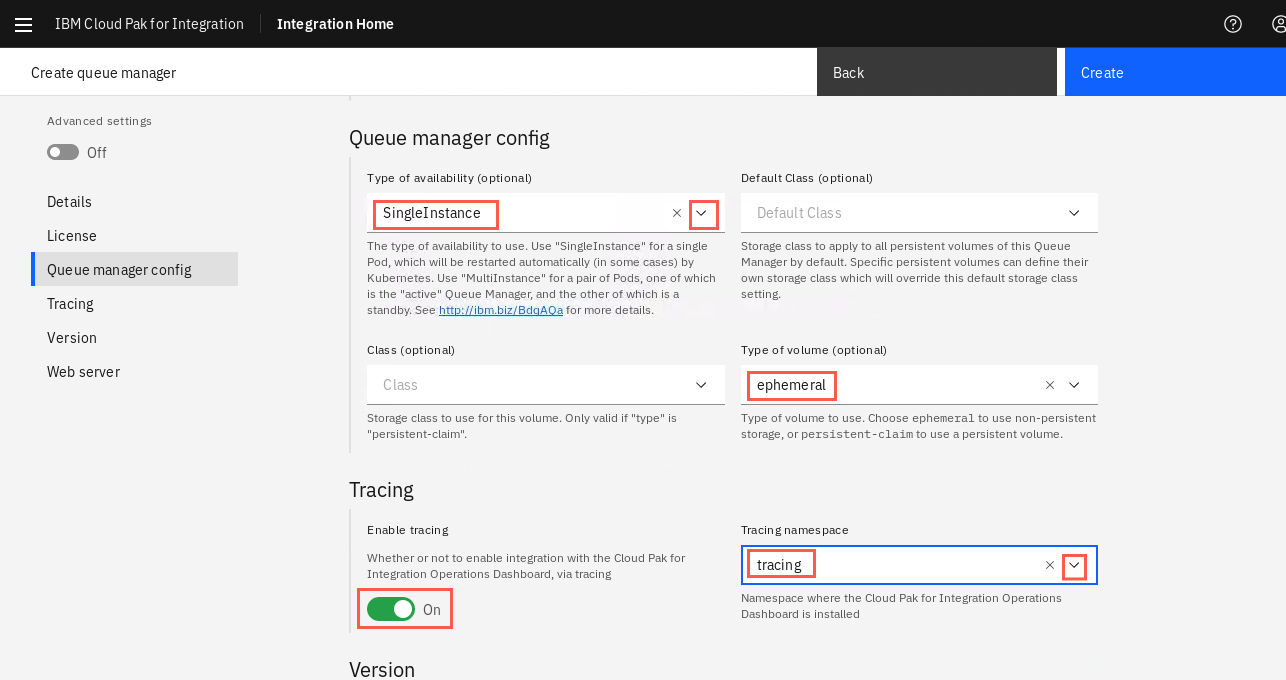 IBM Cloud Pak for Integration
Integration Home
Create queue manager
Back
Create
Advanced settings
Off
Details
License
Queue manager config
Tracing
Version
Web server
Queue manager config
Type of availability (optional)
SingleInstance
The type of availability to use. Use "SingleInstance" for a single
Pod, which will be restarted automatically (in some cases) by
Kubernetes. Use "MultiInstance" for a pair of Pods, one of which
is the "active" Queue Manager, and the other of which is a
standby. See http://ibm.biz/BdqAQa for more details.
Default Class (optional)
Default Class
Storage class to apply to all persistent volumes of this Queue
Manager by default. Specific persistent volumes can define their
own storage class which will override this default storage class
setting.
Class (optional)
Class
Storage class to use for this volume. Only valid if "type" is
"persistent-claim".
Type of volume (optional)
ephemeral
Type of volume to use. Choose ephemeral to use non-persistent
storage, or persistent-claim to use a persistent volume.
Tracing
Enable tracing
Whether or not to enable integration with the Cloud Pak for
Integration Operations Dashboard, via tracing
On
Tracing namespace
tracing
Namespace where the Cloud Pak for Integration Operations
Dashboard is installed
Version